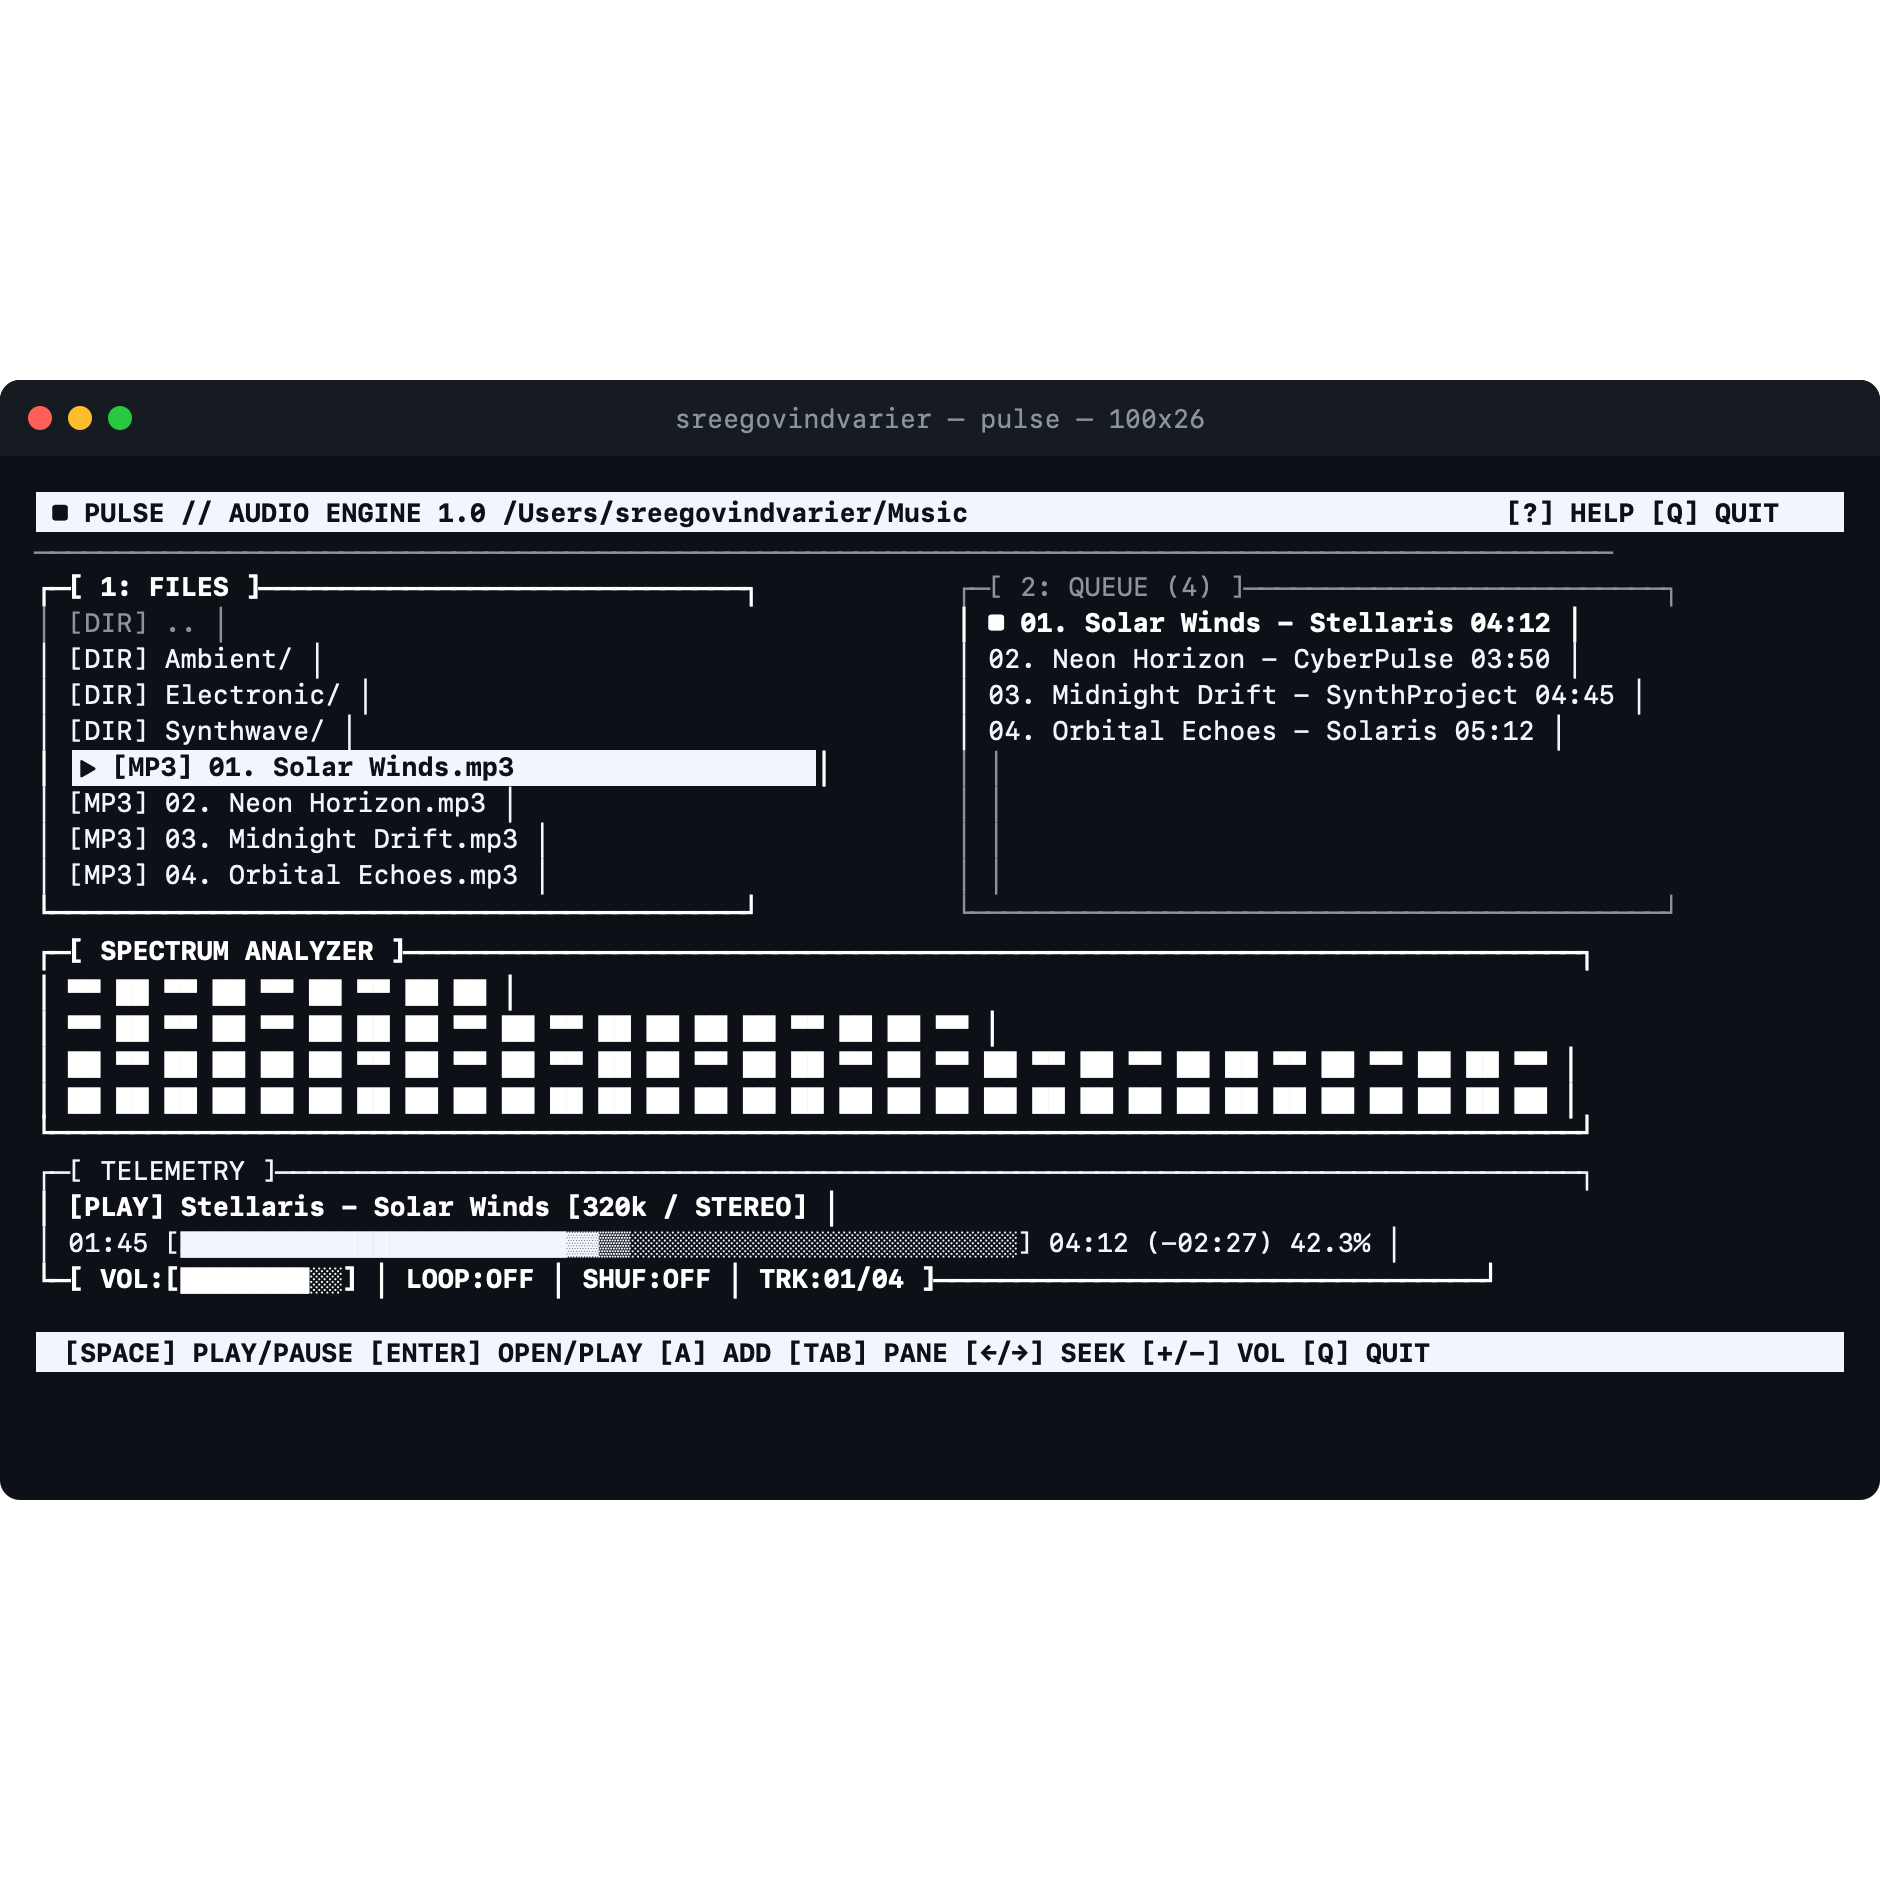 sreegovindvarier — pulse — 100x26
■ PULSE // AUDIO ENGINE 1.0 /Users/sreegovindvarier/Music [?] HELP [Q] QUIT
[ 1: FILES ]
[DIR] ..
[DIR] Ambient/
[DIR] Electronic/
[DIR] Synthwave/
▶ [MP3] 01. Solar Winds.mp3
[MP3] 02. Neon Horizon.mp3
[MP3] 03. Midnight Drift.mp3
[MP3] 04. Orbital Echoes.mp3
[ 2: QUEUE (4) ]
■ 01. Solar Winds – Stellaris 04:12
02. Neon Horizon – CyberPulse 03:50
03. Midnight Drift – SynthProject 04:45
04. Orbital Echoes – Solaris 05:12
[ SPECTRUM ANALYZER ]
[ TELEMETRY ]
[PLAY] Stellaris – Solar Winds [320k / STEREO]
01:45 [] 04:12 (-02:27) 42.3%
[ VOL:[] │ LOOP:OFF │ SHUF:OFF │ TRK:01/04 ]
[SPACE] PLAY/PAUSE [ENTER] OPEN/PLAY [A] ADD [TAB] PANE [←/→] SEEK [+/-] VOL [Q] QUIT